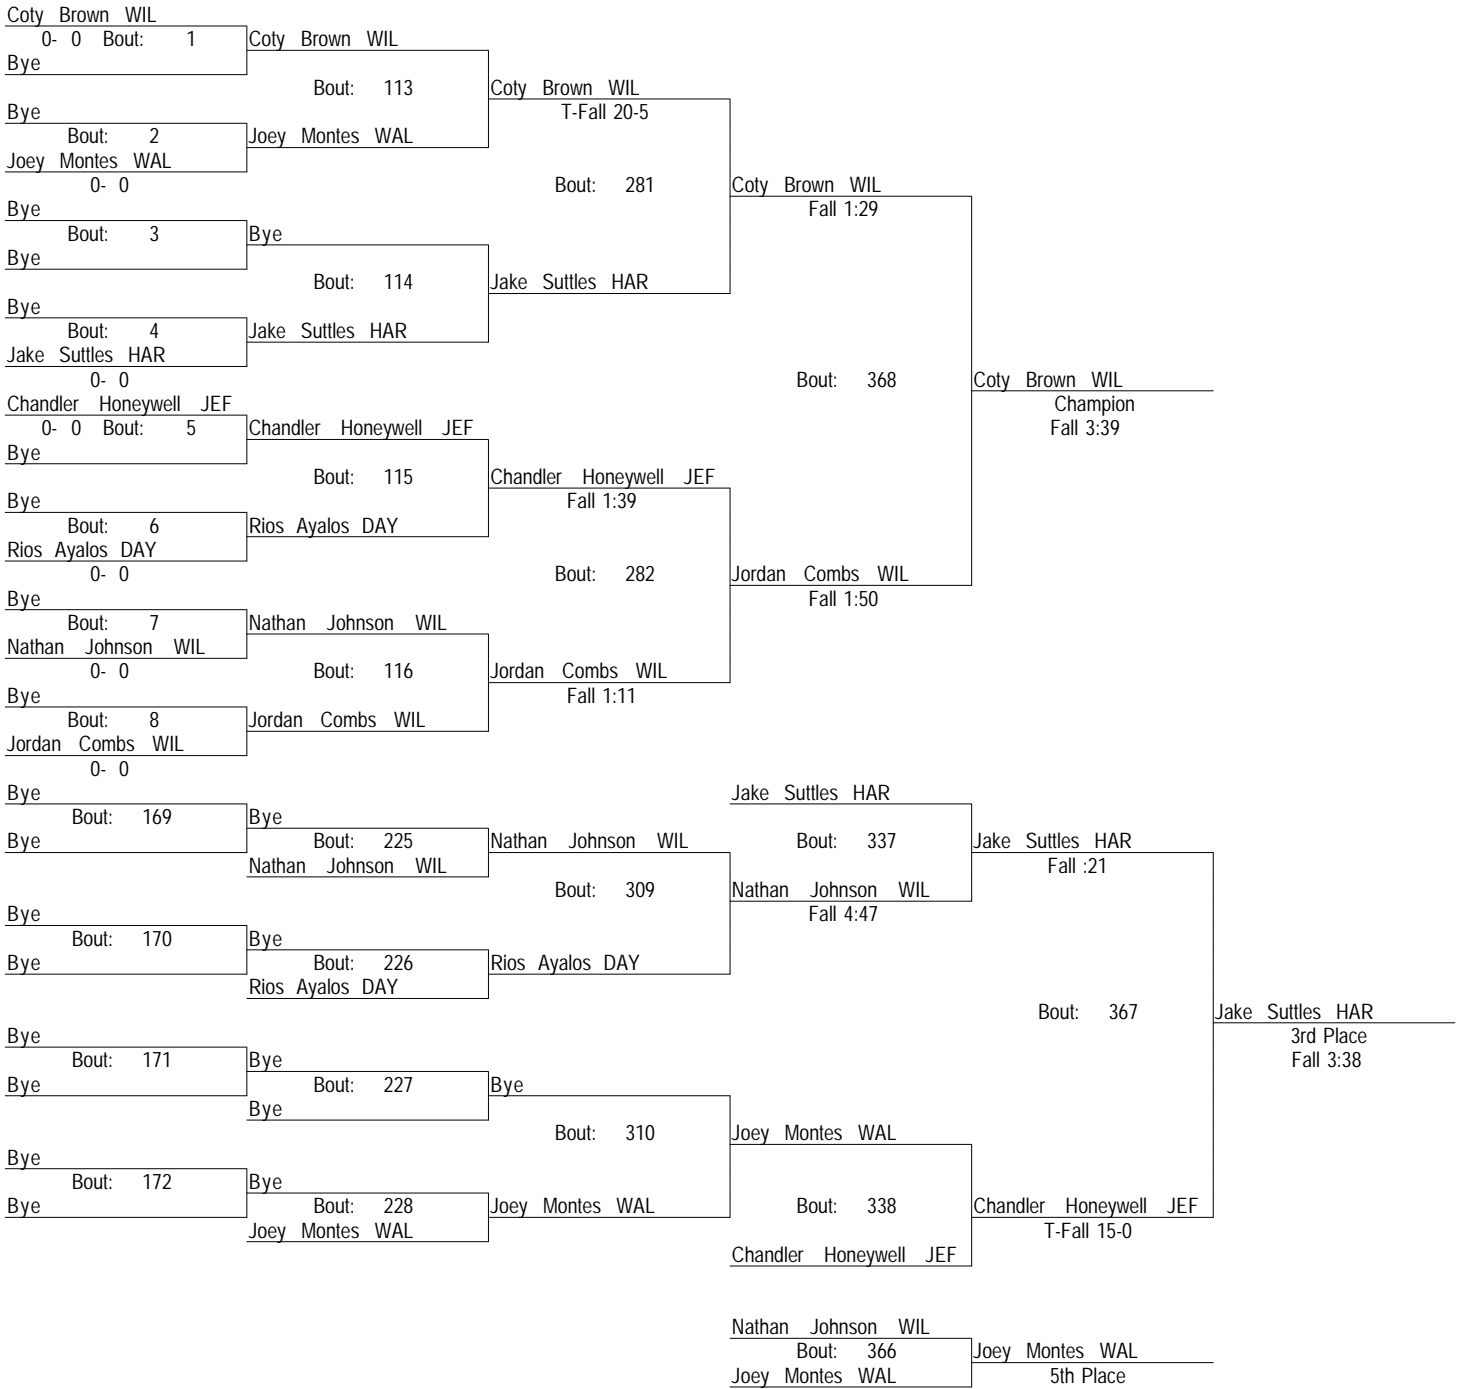 Coty Brown WIL
0- 0 Bout: 1 Coty Brown WIL
Bye
Bout: 113 Coty Brown WIL
Bye T-Fall 20-5
Bout: 2 Joey Montes WAL
Joey Montes WAL
0- 0 Bout: 281 Coty Brown WIL
Bye Fall 1:29
Bout: 3 Bye
Bye
Bout: 114 Jake Suttles HAR
Bye
Bout: 4 Jake Suttles HAR
Jake Suttles HAR
0- 0 Bout: 368 Coty Brown WIL
Chandler Honeywell JEF Champion
0- 0 Bout: 5 Chandler Honeywell JEF Fall 3:39
Bye
Bout: 115 Chandler Honeywell JEF
Bye Fall 1:39
Bout: 6 Rios Ayalos DAY
Rios Ayalos DAY
0- 0 Bout: 282 Jordan Combs WIL
Bye Fall 1:50
Bout: 7 Nathan Johnson WIL
Nathan Johnson WIL
0- 0 Bout: 116 Jordan Combs WIL
Bye Fall 1:11
Bout: 8 Jordan Combs WIL
Jordan Combs WIL
0- 0
Bye Jake Suttles HAR
Bout: 169 Bye
Bye Bout: 225 Nathan Johnson WIL Bout: 337 Jake Suttles HAR
Nathan Johnson WIL Fall :21
Bout: 309 Nathan Johnson WIL
Bye Fall 4:47
Bout: 170 Bye
Bye Bout: 226 Rios Ayalos DAY
Rios Ayalos DAY
Bout: 367 Jake Suttles HAR
Bye 3rd Place
Bout: 171 Bye Fall 3:38
Bye Bout: 227 Bye
Bye
Bout: 310 Joey Montes WAL
Bye
Bout: 172 Bye
Bye Bout: 228 Joey Montes WAL Bout: 338 Chandler Honeywell JEF
Joey Montes WAL T-Fall 15-0
Chandler Honeywell JEF
Nathan Johnson WIL
Bout: 366 Joey Montes WAL
Joey Montes WAL 5th Place